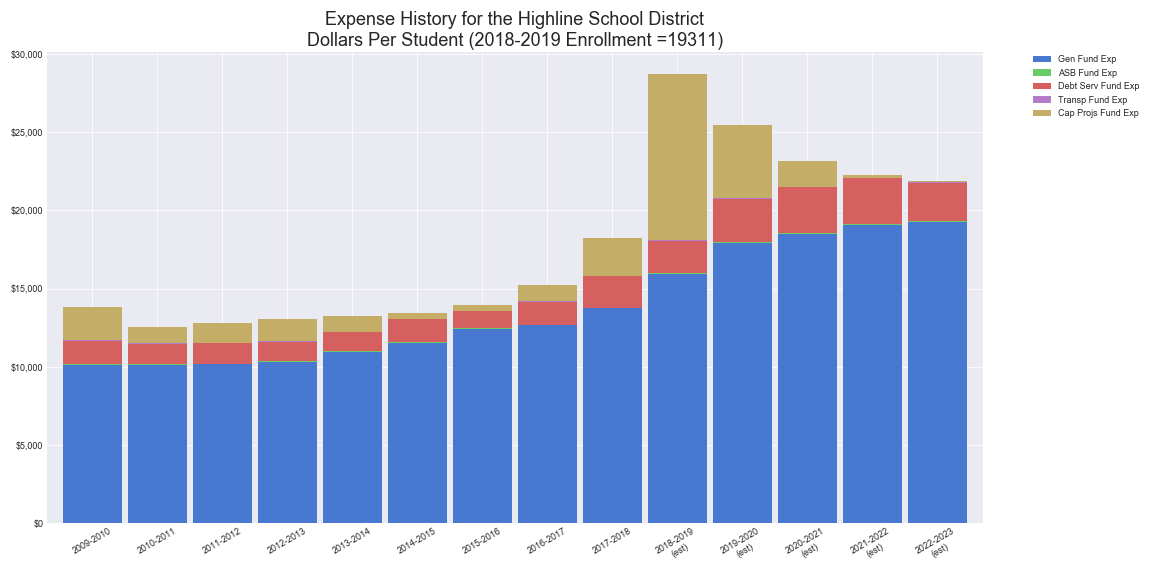 Expense History for the Highline School District
Dollars Per Student (2018-2019 Enrollment =19311)
$30,000
$25,000
$20,000
$15,000
$10,000
$5,000
$0
2009-2010
2010-2011
2011-2012
2012-2013
2013-2014
2014-2015
2015-2016
2016-2017
2017-2018
2018-2019
(est)
2019-2020
(est)
2020-2021
(est)
2021-2022
(est)
2022-2023
(est)
Gen Fund Exp
ASB Fund Exp
Debt Serv Fund Exp
Transp Fund Exp
Cap Projs Fund Exp